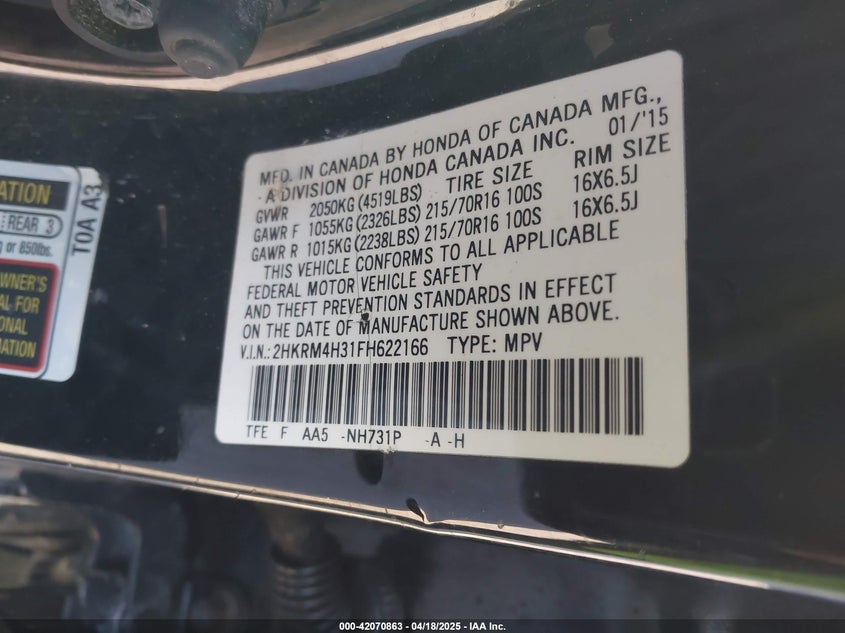 ATION
REAR 3
g or 850lbs.
WNER'S
AL FOR
ONAL
MATION
TOA A3
MFD. IN CANADA BY HONDA OF CANADA MFG.,
-A DIVISION OF HONDA CANADA INC. 01/'15
GVWR 2050KG (4519LBS) TIRE SIZE RIM SIZE
GAWR F 1055KG (2326LBS) 215/70R16 100S 16X6.5J
GAWR R 1015KG (2238LBS) 215/70R16 100S 16X6.5J
THIS VEHICLE CONFORMS TO ALL APPLICABLE
FEDERAL MOTOR VEHICLE SAFETY
AND THEFT PREVENTION STANDARDS IN EFFECT
ON THE DATE OF MANUFACTURE SHOWN ABOVE.
V.I.N.: 2HKRM4H31FH622166 TYPE: MPV
TFE F AA5 -NH731P -A -H
000-42070863 - 04/18/2025 - IAA Inc.